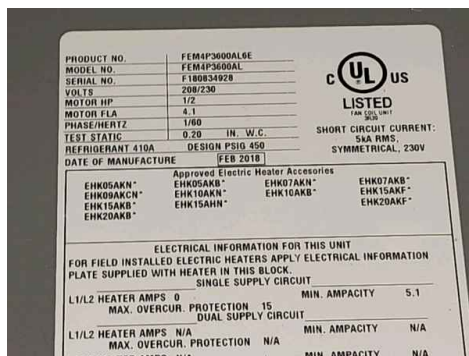 PRODUCT NO. FEM4P3600AL6E
MODEL NO. FEM4P3600AL
SERIAL NO. F180834928
VOLTS 208/230
MOTOR HP 1/2
MOTOR FLA 4.1
PHASE/HERTZ 1/60
TEST STATIC 0.20 IN. W.C.
REFRIGERANT 410A DESIGN PSIG 450
DATE OF MANUFACTURE FEB 2018
C UL US
LISTED
FAN COIL UNIT
SHORT CIRCUIT CURRENT:
5kA RMS,
SYMMETRICAL, 230V
Approved Electric Heater Accesories
EHK05AKN* EHK05AKB* EHK07AKN* EHK07AKB*
EHK09AKCN* EHK10AKN* EHK10AKB* EHK15AKF*
EHK15AKB* EHK15AHN* EHK20AKF*
EHK20AKB*
ELECTRICAL INFORMATION FOR THIS UNIT
FOR FIELD INSTALLED ELECTRIC HEATERS APPLY ELECTRICAL INFORMATION
PLATE SUPPLIED WITH HEATER IN THIS BLOCK.
SINGLE SUPPLY CIRCUIT
L1/L2 HEATER AMPS 0 MIN. AMPACITY 5.1
MAX. OVERCUR. PROTECTION 15
DUAL SUPPLY CIRCUIT
L1/L2 HEATER AMPS N/A MIN. AMPACITY N/A
MAX. OVERCUR. PROTECTION N/A
MIN. AMPACITY N/A